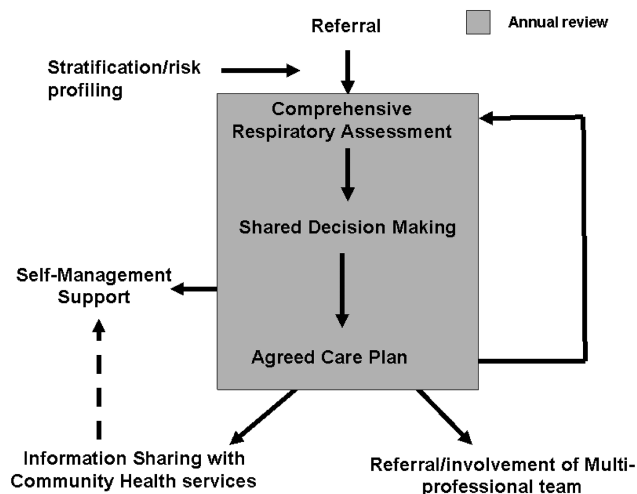 Referral
Annual review
Stratification/risk
profiling
Comprehensive
Respiratory Assessment
Shared Decision Making
Self-Management
Support
Agreed Care Plan
Information Sharing with
Community Health services
Referral/involvement of Multi-
professional team